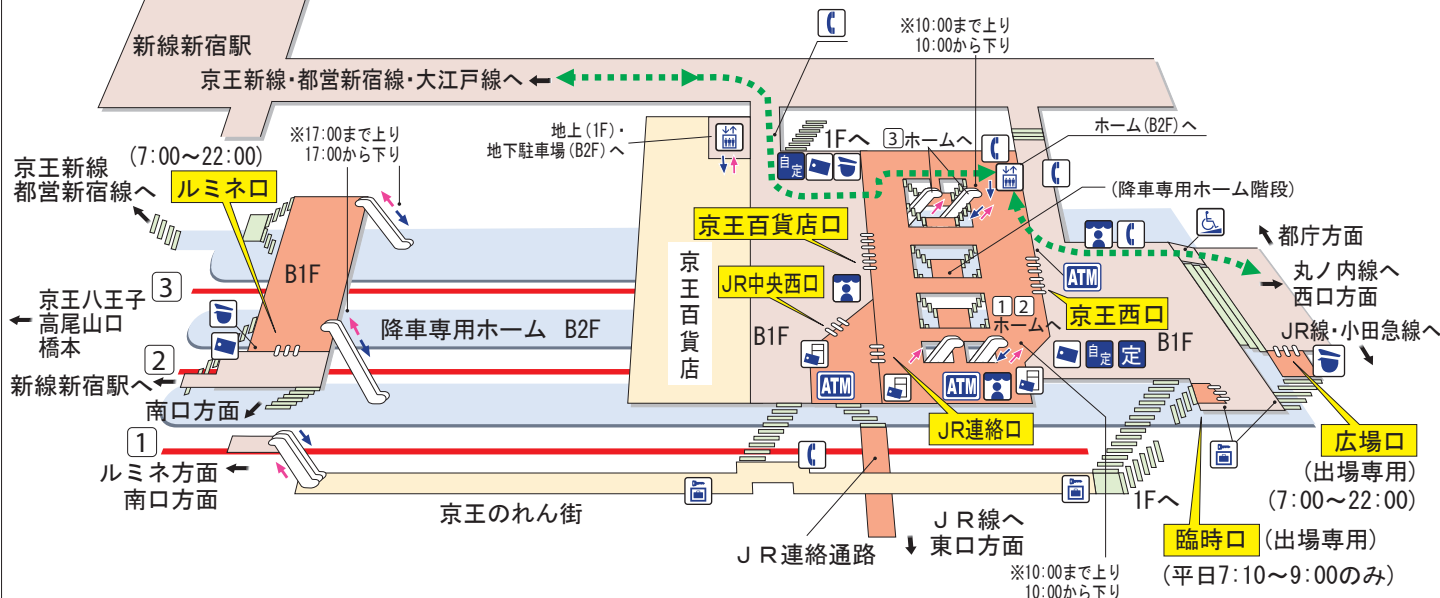 新線新宿駅
京王新線・都営新宿線・大江戸線へ
※10:00まで上り
10:00から下り
※17:00まで上り
17:00から下り
地上(1F)・
地下駐車場(B2F)へ
1Fへ
3ホームへ
ホーム(B2F)へ
自定
(降車専用ホーム階段)
京王新線
都営新宿線へ
(7:00～22:00)
ルミネ口
京王百貨店口
都庁方面
丸ノ内線へ
西口方面
JR線・小田急線へ
B1F
3
京王八王子
高尾山口
橋本
降車専用ホーム B2F
京王百貨店
JR中央西口
B1F
ATM
12
ホームへ
京王西口
B1F
自定
定
2
新線新宿駅へ
南口方面
ATM
ATM
JR連絡口
広場口
(出場専用)
(7:00～22:00)
1
ルミネ方面
南口方面
京王のれん街
JR連絡通路
JR線へ
東口方面
1Fへ
臨時口
(出場専用)
(平日7:10～9:00のみ)
※10:00まで上り
10:00から下り